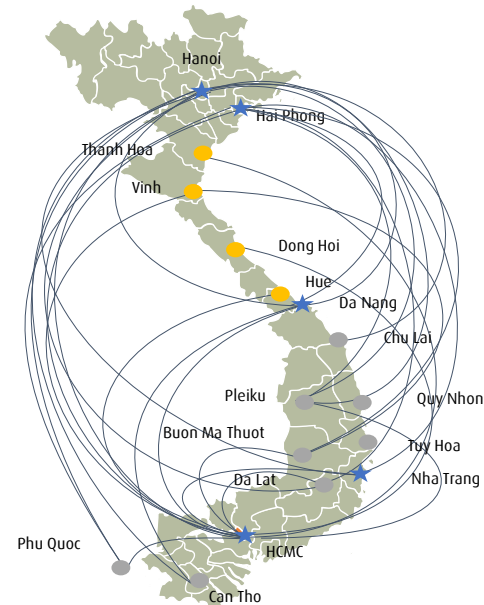 Hanoi
Hai Phong
Thanh Hoa
Vinh
Dong Hoi
Hue
Da Nang
Chu Lai
Pleiku
Quy Nhon
Buon Ma Thuot
Tuy Hoa
Da Lat
Nha Trang
Phu Quoc
HCMC
Can Tho